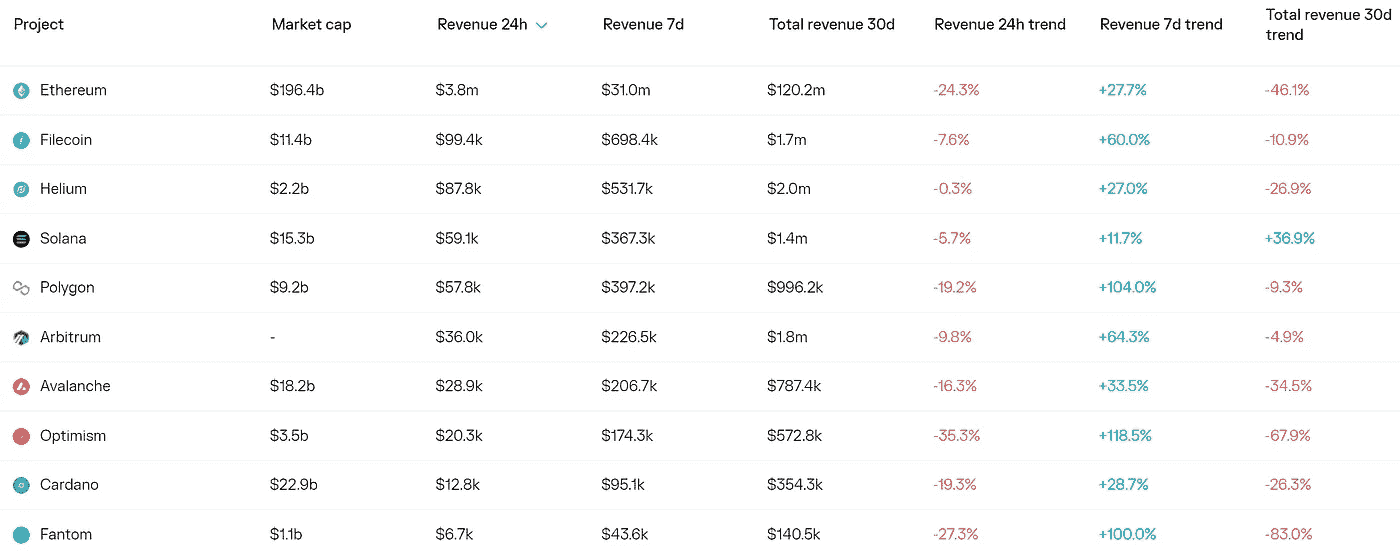 Project Market cap Revenue 24h Revenue 7d Total revenue 30d Revenue 24h trend Revenue 7d trend Total revenue 30d trend
Ethereum $196.4b $3.8m $31.0m $120.2m -24.3% +27.7% -46.1%
Filecoin $11.4b $99.4k $698.4k $1.7m -7.6% +60.0% -10.9%
Helium $2.2b $87.8k $531.7k $2.0m -0.3% +27.0% -26.9%
Solana $15.3b $59.1k $367.3k $1.4m -5.7% +11.7% +36.9%
Polygon $9.2b $57.8k $397.2k $996.2k -19.2% +104.0% -9.3%
Arbitrum - $36.0k $226.5k $1.8m -9.8% +64.3% -4.9%
Avalanche $18.2b $28.9k $206.7k $787.4k -16.3% +33.5% -34.5%
Optimism $3.5b $20.3k $174.3k $572.8k -35.3% +118.5% -67.9%
Cardano $22.9b $12.8k $95.1k $354.3k -19.3% +28.7% -26.3%
Fantom $1.1b $6.7k $43.6k $140.5k -27.3% +100.0% -83.0%